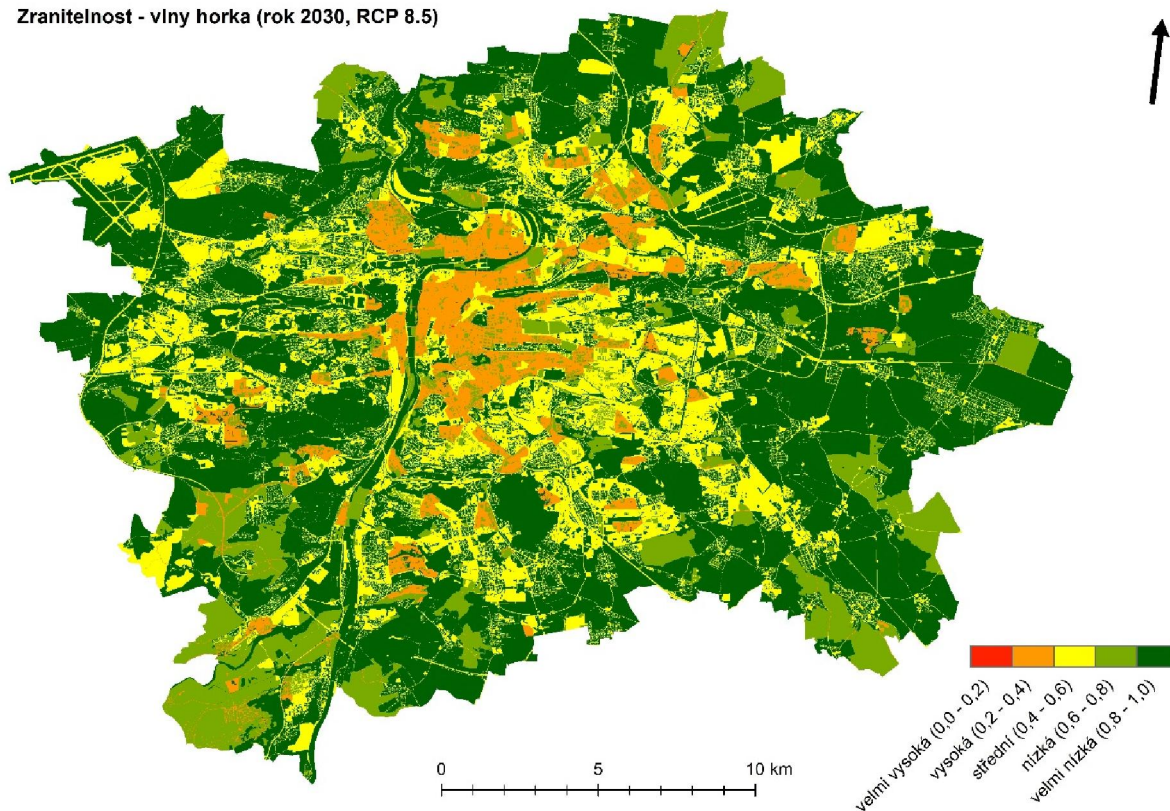 Zranitelnost - vlny horka (rok 2030, RCP 8.5)
velmi vysoká (0,0 - 0,2)
vysoká (0,2 - 0,4)
střední (0,4 - 0,6)
nízká (0,6 - 0,8)
velmi nízká (0,8 - 1,0)
0 5 10 km